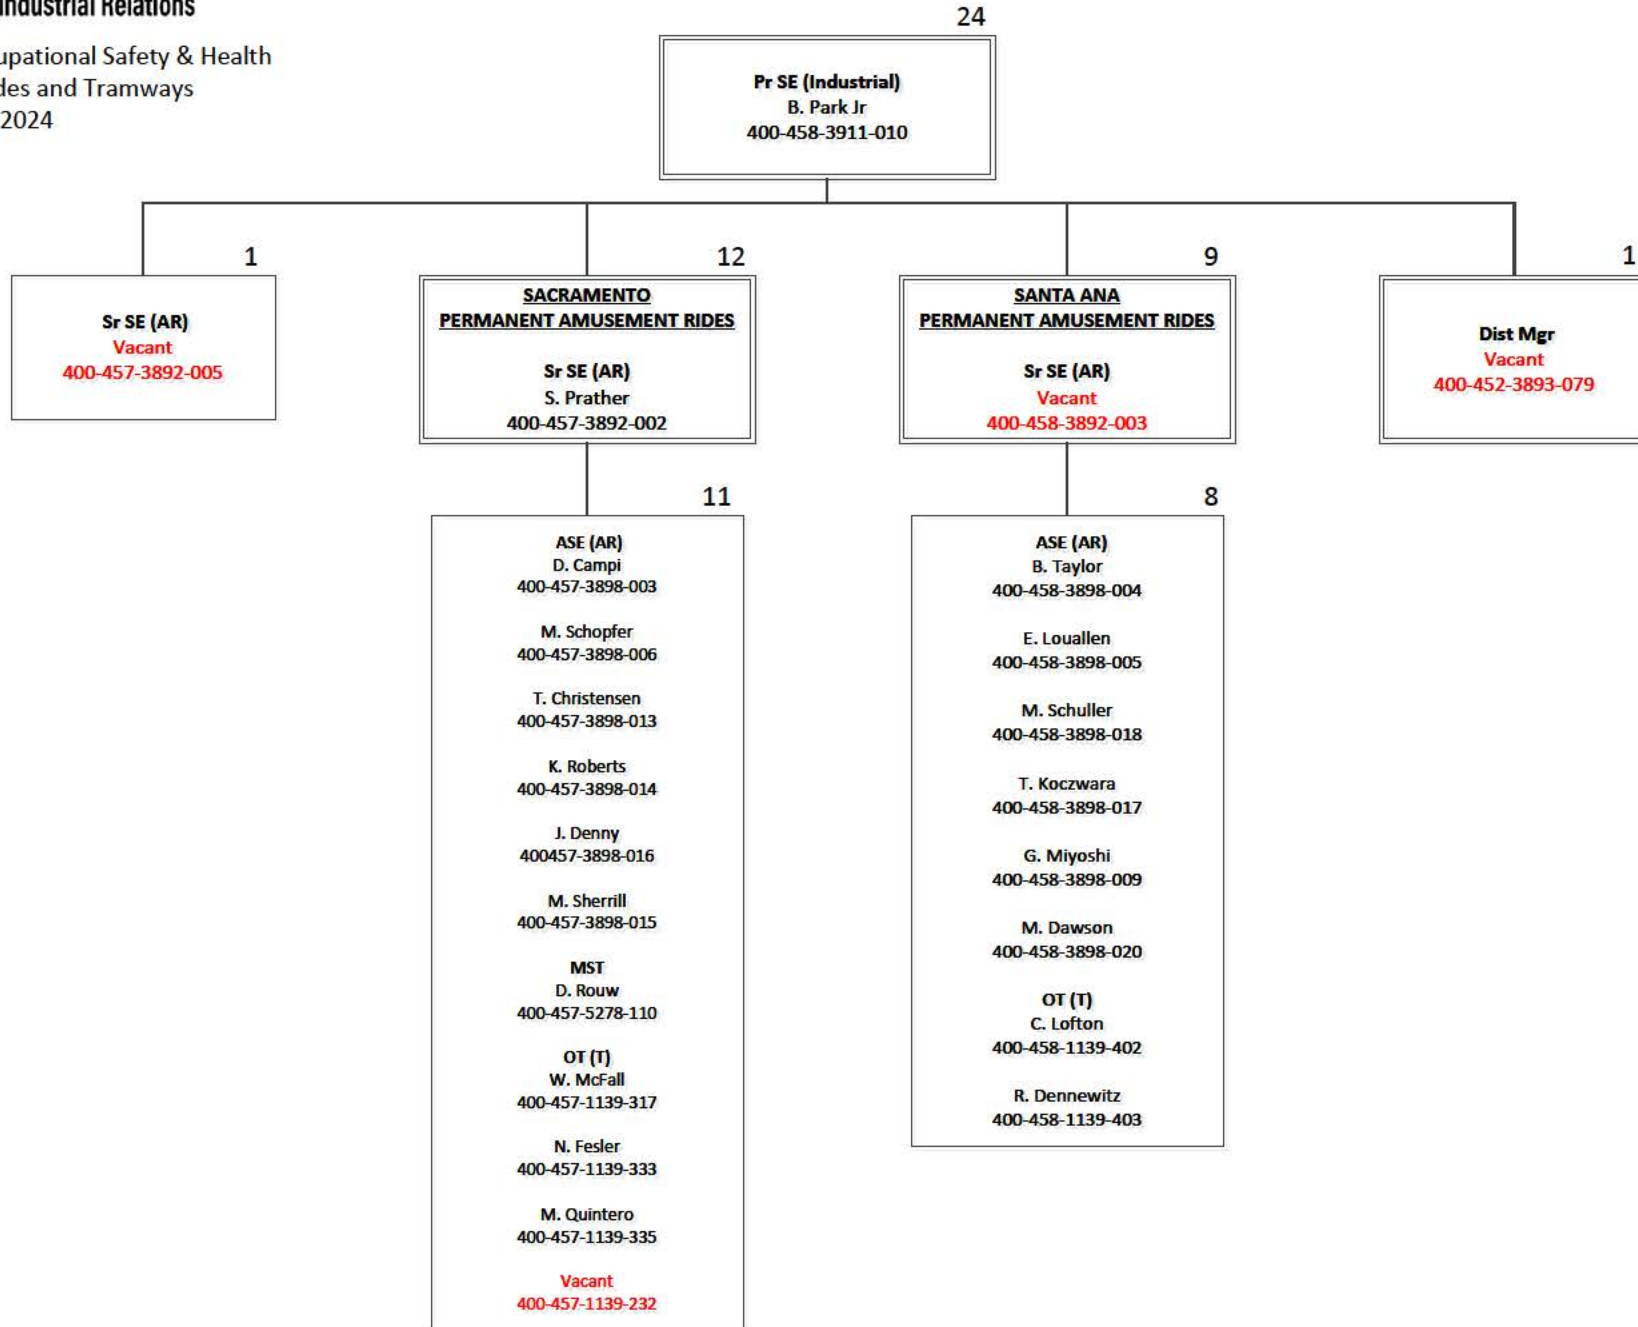 Industrial Relations
upational Safety & Health
des and Tramways
2024
24
Pr SE (Industrial)
B. Park Jr
400-458-3911-010
1
Sr SE (AR)
Vacant
400-457-3892-005
12
SACRAMENTO
PERMANENT AMUSEMENT RIDES
Sr SE (AR)
S. Prather
400-457-3892-002
9
SANTA ANA
PERMANENT AMUSEMENT RIDES
Sr SE (AR)
Vacant
400-458-3892-003
1
Dist Mgr
Vacant
400-452-3893-079
11
ASE (AR)
D. Campi
400-457-3898-003
M. Schopfer
400-457-3898-006
T. Christensen
400-457-3898-013
K. Roberts
400-457-3898-014
J. Denny
400457-3898-016
M. Sherrill
400-457-3898-015
MST
D. Rouw
400-457-5278-110
OT (T)
W. McFall
400-457-1139-317
N. Fesler
400-457-1139-333
M. Quintero
400-457-1139-335
Vacant
400-457-1139-232
8
ASE (AR)
B. Taylor
400-458-3898-004
E. Louallen
400-458-3898-005
M. Schuller
400-458-3898-018
T. Koczwara
400-458-3898-017
G. Miyoshi
400-458-3898-009
M. Dawson
400-458-3898-020
OT (T)
C. Lofton
400-458-1139-402
R. Dennewitz
400-458-1139-403